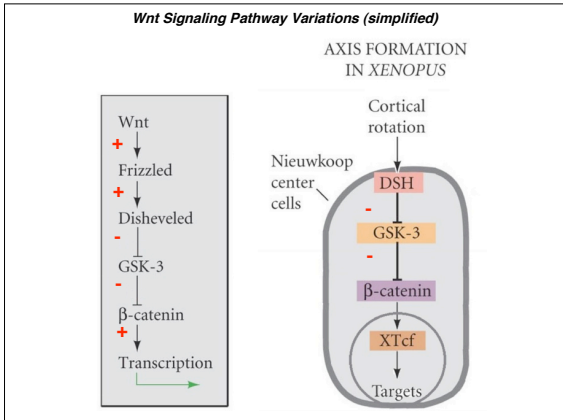 Wnt Signaling Pathway Variations (simplified)
AXIS FORMATION
IN XENOPUS
Wnt
+
Frizzled
+
Disheveled
-
GSK-3
-
β-catenin
+
Transcription
Cortical
rotation
Nieuwkoop
center
cells
DSH
-
GSK-3
-
β-catenin
XTcf
Targets